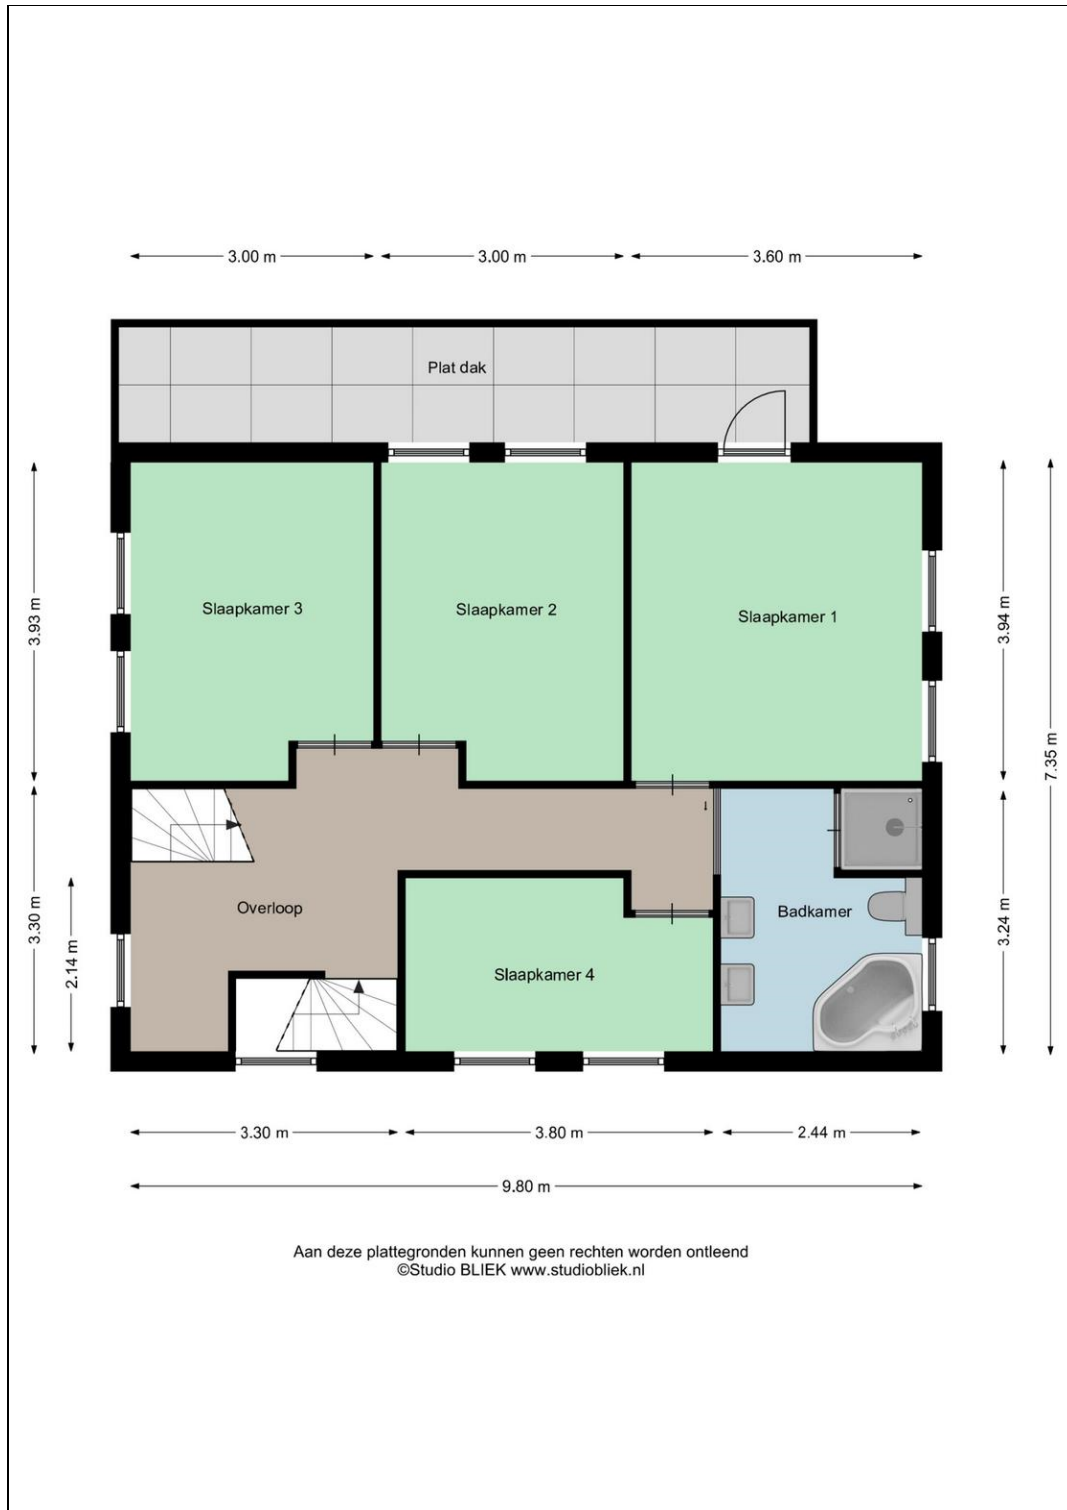 3.00 m
3.00 m
3.60 m
Plat dak
3.93 m
Slaapkamer 3
Slaapkamer 2
Slaapkamer 1
3.94 m
7.35 m
3.30 m
2.14 m
Overloop
Slaapkamer 4
Badkamer
3.24 m
3.30 m
3.80 m
2.44 m
9.80 m
Aan deze plattegronden kunnen geen rechten worden ontleend
©Studio BLIEK www.studiobliek.nl